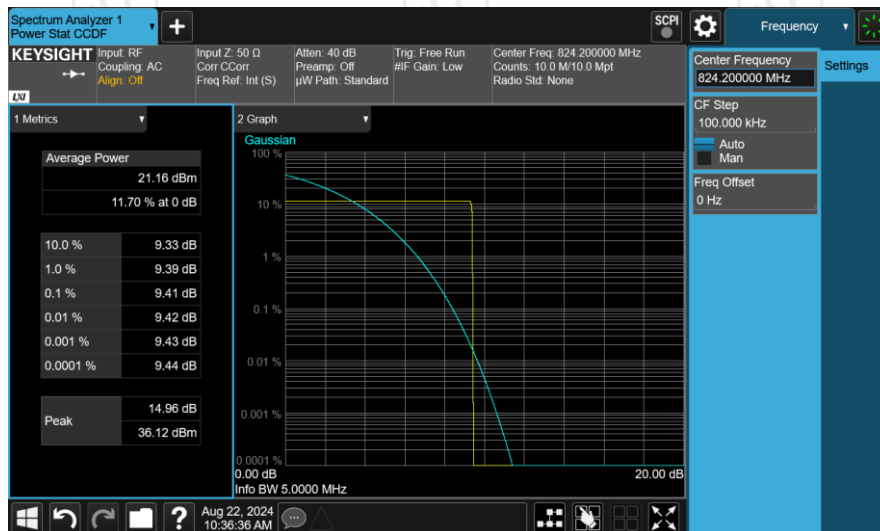 Spectrum Analyzer 1
Power Stat CCDF
+
SCPI
Frequency
KEYSIGHT
LXI
Input: RF
Coupling: AC
Align: Off
Input Z: 50 Ω
Corr CCorr
Freq Ref: Int (S)
Atten: 40 dB
Preamp: Off
µW Path: Standard
Trig: Free Run
#IF Gain: Low
Center Freq: 824.200000 MHz
Counts: 10.0 M/10.0 Mpt
Radio Std: None
Center Frequency
824.200000 MHz
Settings
CF Step
100.000 kHz
Auto
Man
Freq Offset
0 Hz
1 Metrics
Average Power
21.16 dBm
11.70 % at 0 dB
10.0 % 9.33 dB
1.0 % 9.39 dB
0.1 % 9.41 dB
0.01 % 9.42 dB
0.001 % 9.43 dB
0.0001 % 9.44 dB
Peak
14.96 dB
36.12 dBm
2 Graph
Gaussian
100 %
10 %
1 %
0.1 %
0.01 %
0.001 %
0.0001 %
0.00 dB 20.00 dB
Info BW 5.0000 MHz
?
Aug 22, 2024
10:36:36 AM